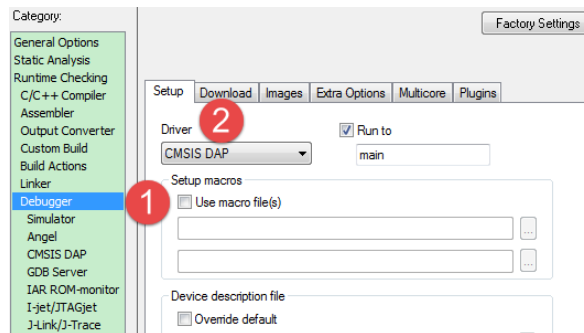 Category:
Factory Settings
General Options
Static Analysis
Runtime Checking
C/C++ Compiler
Assembler
Output Converter
Custom Build
Build Actions
Linker
Debugger
Simulator
Angel
CMSIS DAP
GDB Server
IAR ROM-monitor
I-jet/JTAGjet
J-Link/J-Trace
Setup Download Images Extra Options Multicore Plugins
Driver 2 Run to
CMSIS DAP main
Setup macros
1 Use macro file(s)
...
...
Device description file
Override default